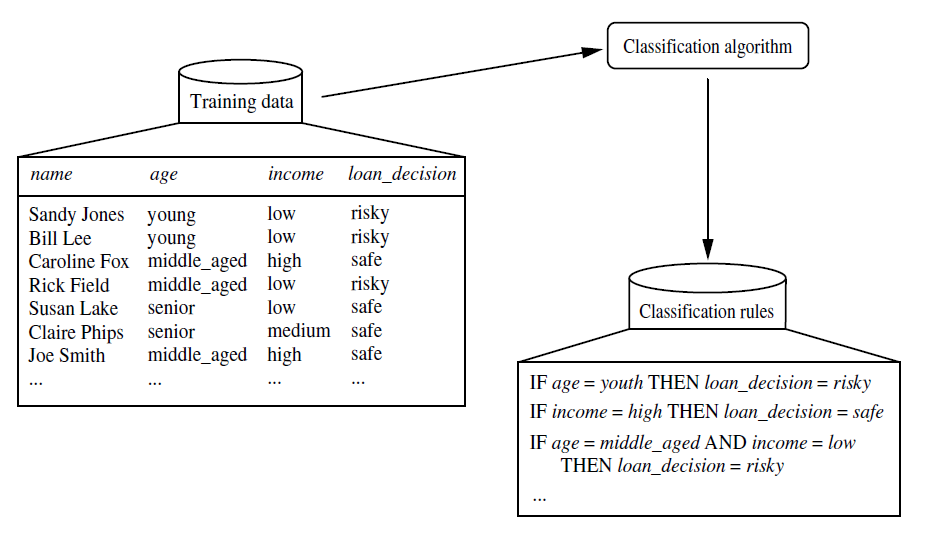 Classification algorithm
Training data
name age income loan_decision
Sandy Jones young low risky
Bill Lee young low risky
Caroline Fox middle_aged high safe
Rick Field middle_aged low risky
Susan Lake senior low safe
Claire Phips senior medium safe
Joe Smith middle_aged high safe
... ... ... ...
Classification rules
IF age = youth THEN loan_decision = risky
IF income = high THEN loan_decision = safe
IF age = middle_aged AND income = low
THEN loan_decision = risky
...